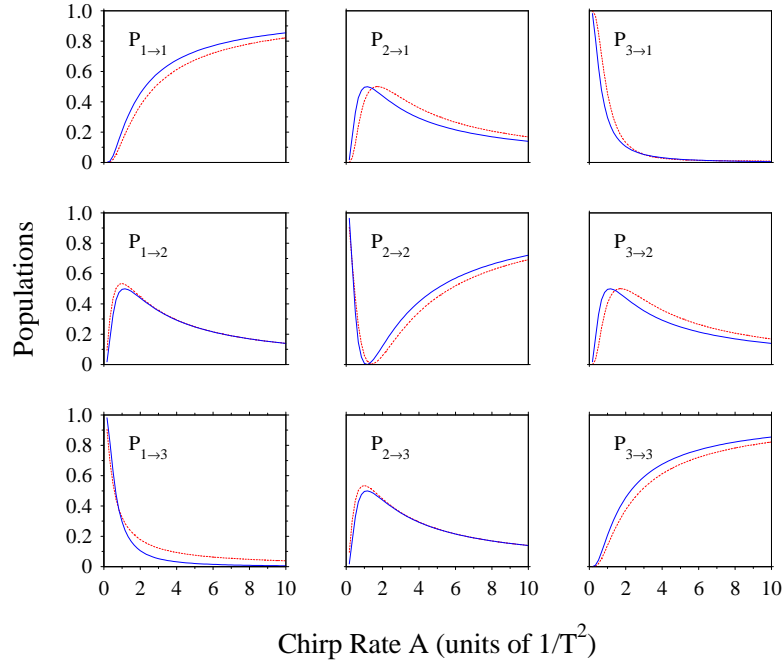 1.0
0.8
0.6
0.4
0.2
0
P1→1
P2→1
P3→1
Populations
1.0
0.8
0.6
0.4
0.2
0
P1→2
P2→2
P3→2
1.0
0.8
0.6
0.4
0.2
0
P1→3
P2→3
P3→3
0 2 4 6 8 10
0 2 4 6 8 10
0 2 4 6 8 10
Chirp Rate A (units of 1/T²)